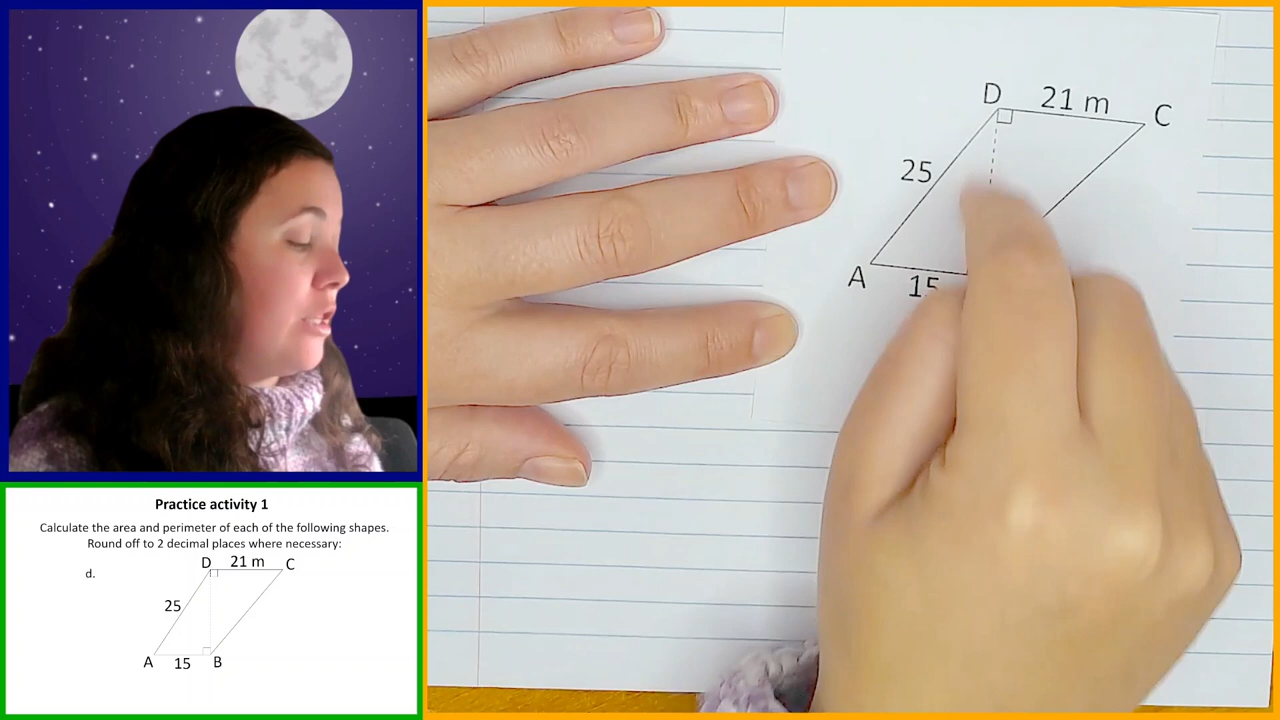 Practice activity 1
Calculate the area and perimeter of each of the following shapes.
Round off to 2 decimal places where necessary:
d.
D 21 m C
25
A 15 B
D 21 m C
25
A
15